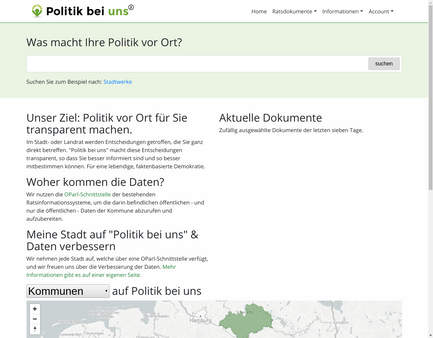 Politik bei uns
Home Ratsdokumente Informationen Account
Was macht Ihre Politik vor Ort?
suchen
Suchen Sie zum Beispiel nach: Stadtwerke
Unser Ziel: Politik vor Ort für Sie
transparent machen.
Im Stadt- oder Landrat werden Entscheidungen getroffen, die Sie ganz
direkt betreffen. "Politik bei uns" macht diese Entscheidungen
transparent, so dass Sie besser informiert sind und so besser
mitbestimmen können. Für eine lebendige, faktenbasierte Demokratie.
Woher kommen die Daten?
Wir nutzen die OParl-Schnittstelle der bestehenden
Ratsinformationssysteme, um die darin befindlichen öffentlichen - und
nur die öffentlichen - Daten der Kommune abzurufen und
aufzubereiten.
Meine Stadt auf "Politik bei uns" &
Daten verbessern
Wir nehmen jede Stadt auf, welche über eine OParl-Schnittstelle verfügt,
und wir freuen uns über die Verbesserung der Daten. Mehr
Informationen gibt es auf einer eigenen Seite.
Aktuelle Dokumente
Zufällig ausgewählte Dokumente der letzten sieben Tage.
Kommunen auf Politik bei uns
+
−
Hamburg